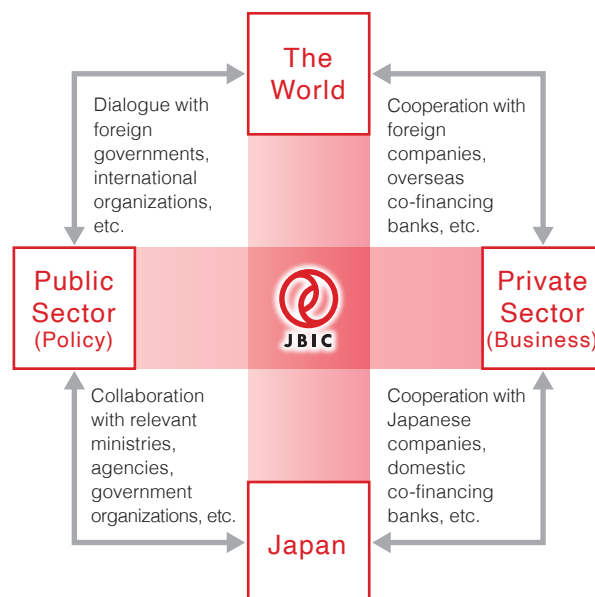 The
World
Dialogue with
foreign
governments,
international
organizations,
etc.
Cooperation with
foreign
companies,
overseas
co-financing
banks, etc.
Public
Sector
(Policy)
JBIC
Private
Sector
(Business)
Collaboration
with relevant
ministries,
agencies,
government
organizations, etc.
Cooperation with
Japanese
companies,
domestic
co-financing
banks, etc.
Japan